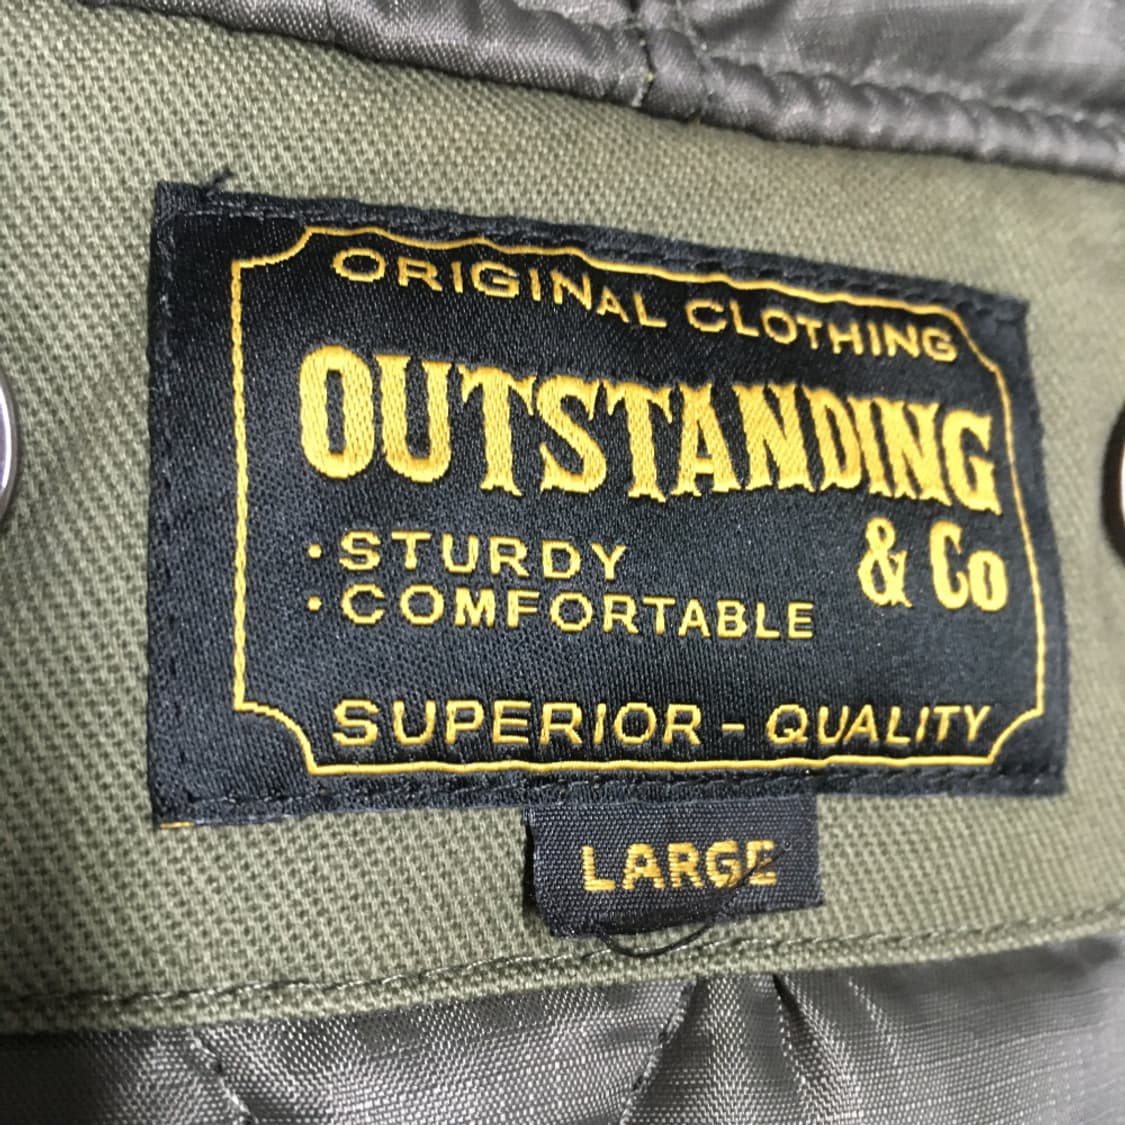 ORIGINAL CLOTHING
OUTSTANDING
& Co
· STURDY
· COMFORTABLE
SUPERIOR - QUALITY
LARGE